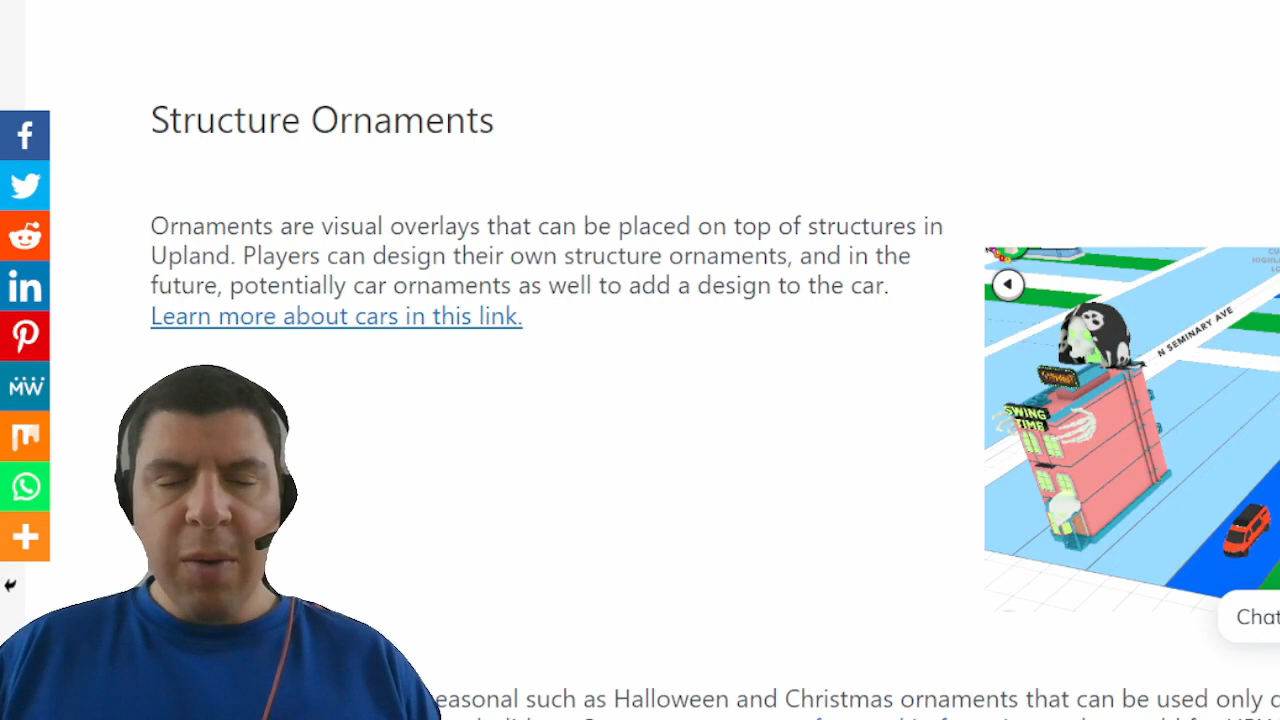 Structure Ornaments
Ornaments are visual overlays that can be placed on top of structures in
Upland. Players can design their own structure ornaments, and in the
future, potentially car ornaments as well to add a design to the car.
Learn more about cars in this link.
N SEMINARY AVE
SWING
TIME
MW
Chat
easonal such as Halloween and Christmas ornaments that can be used only